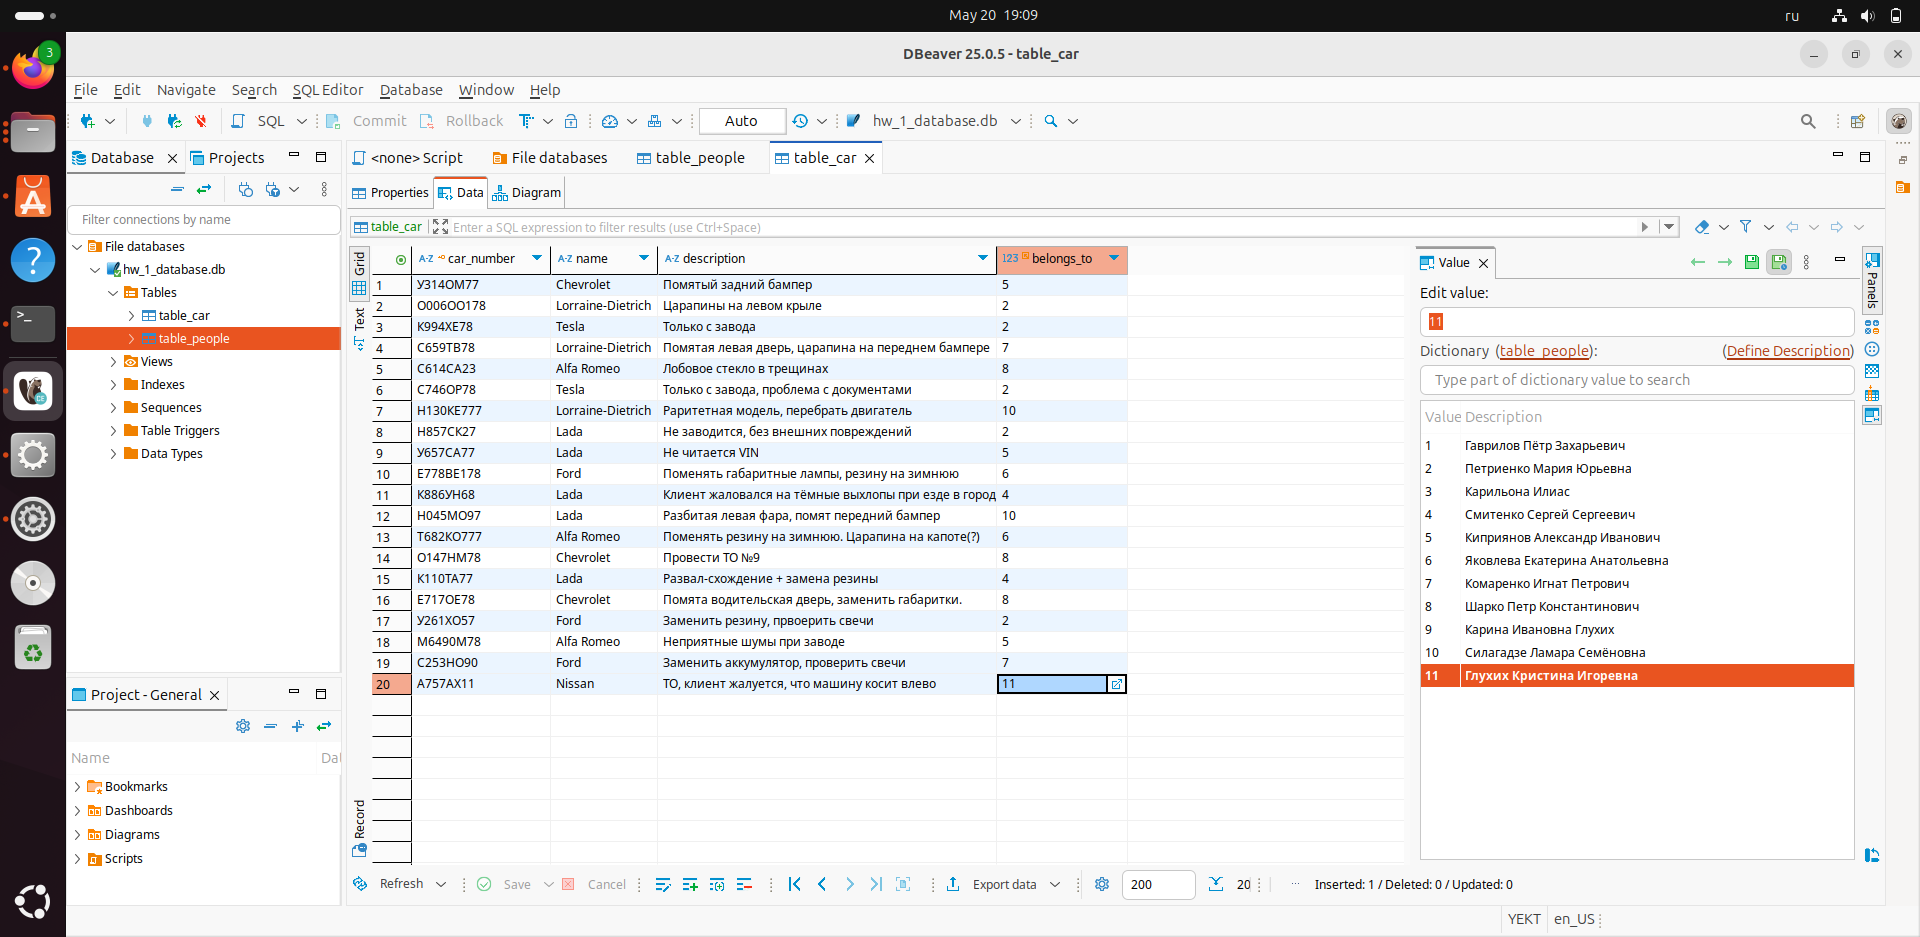 May 20 19:09
ru
3
DBeaver 25.0.5 - table_car
File Edit Navigate Search SQL Editor Database Window Help
SQL Commit Rollback Auto hw_1_database.db
Database Projects
<none> Script File databases table_people table_car
Properties Data Diagram
Filter connections by name
table_car Enter a SQL expression to filter results (use Ctrl+Space)
File databases
hw_1_database.db
Tables
table_car
table_people
Views
Indexes
Sequences
Table Triggers
Data Types
Project - General
Name Dat
Bookmarks
Dashboards
Diagrams
Scripts
Grid
Text
Record
A-Z car_number A-Z name A-Z description 123 belongs_to
1 У314ОМ77 Chevrolet Помятый задний бампер 5
2 О006ОО178 Lorraine-Dietrich Царапины на левом крыле 2
3 К994ХЕ78 Tesla Только с завода 2
4 С659ТВ78 Lorraine-Dietrich Помятая левая дверь, царапина на переднем бампере 7
5 С614СА23 Alfa Romeo Лобовое стекло в трещинах 8
6 С746ОР78 Tesla Только с завода, проблема с документами 2
7 Н130КЕ777 Lorraine-Dietrich Раритетная модель, перебрать двигатель 10
8 Н857СК27 Lada Не заводится, без внешних повреждений 2
9 У657СА77 Lada Не читается VIN 5
10 Е778ВЕ178 Ford Поменять габаритные лампы, резину на зимнюю 6
11 К886УН68 Lada Клиент жаловался на тёмные выхлопы при езде в город 4
12 Н045МО97 Lada Разбитая левая фара, помят передний бампер 10
13 Т682КО777 Alfa Romeo Поменять резину на зимнюю. Царапина на капоте(?) 6
14 О147НМ78 Chevrolet Провести ТО №9 8
15 К110ТА77 Lada Развал-схождение + замена резины 4
16 Е717ОЕ78 Chevrolet Помята водительская дверь, заменить габаритки. 8
17 У261ХО57 Ford Заменить резину, првоерить свечи 2
18 М6490М78 Alfa Romeo Неприятные шумы при заводе 5
19 С253НО90 Ford Заменить аккумулятор, проверить свечи 7
20 А757АХ11 Nissan ТО, клиент жалуется, что машину косит влево 11
Value
Edit value:
11
Dictionary (table_people): (Define Description)
Type part of dictionary value to search
Value Description
1 Гаврилов Пётр Захарьевич
2 Петриенко Мария Юрьевна
3 Карильона Илиас
4 Смитенко Сергей Сергеевич
5 Киприянов Александр Иванович
6 Яковлева Екатерина Анатольевна
7 Комаренко Игнат Петрович
8 Шарко Петр Константинович
9 Карина Ивановна Глухих
10 Силагадзе Ламара Семёновна
11 Глухих Кристина Игоревна
Panels
Refresh Save Cancel Export data 200 20 Inserted: 1 / Deleted: 0 / Updated: 0
YEKT en_US